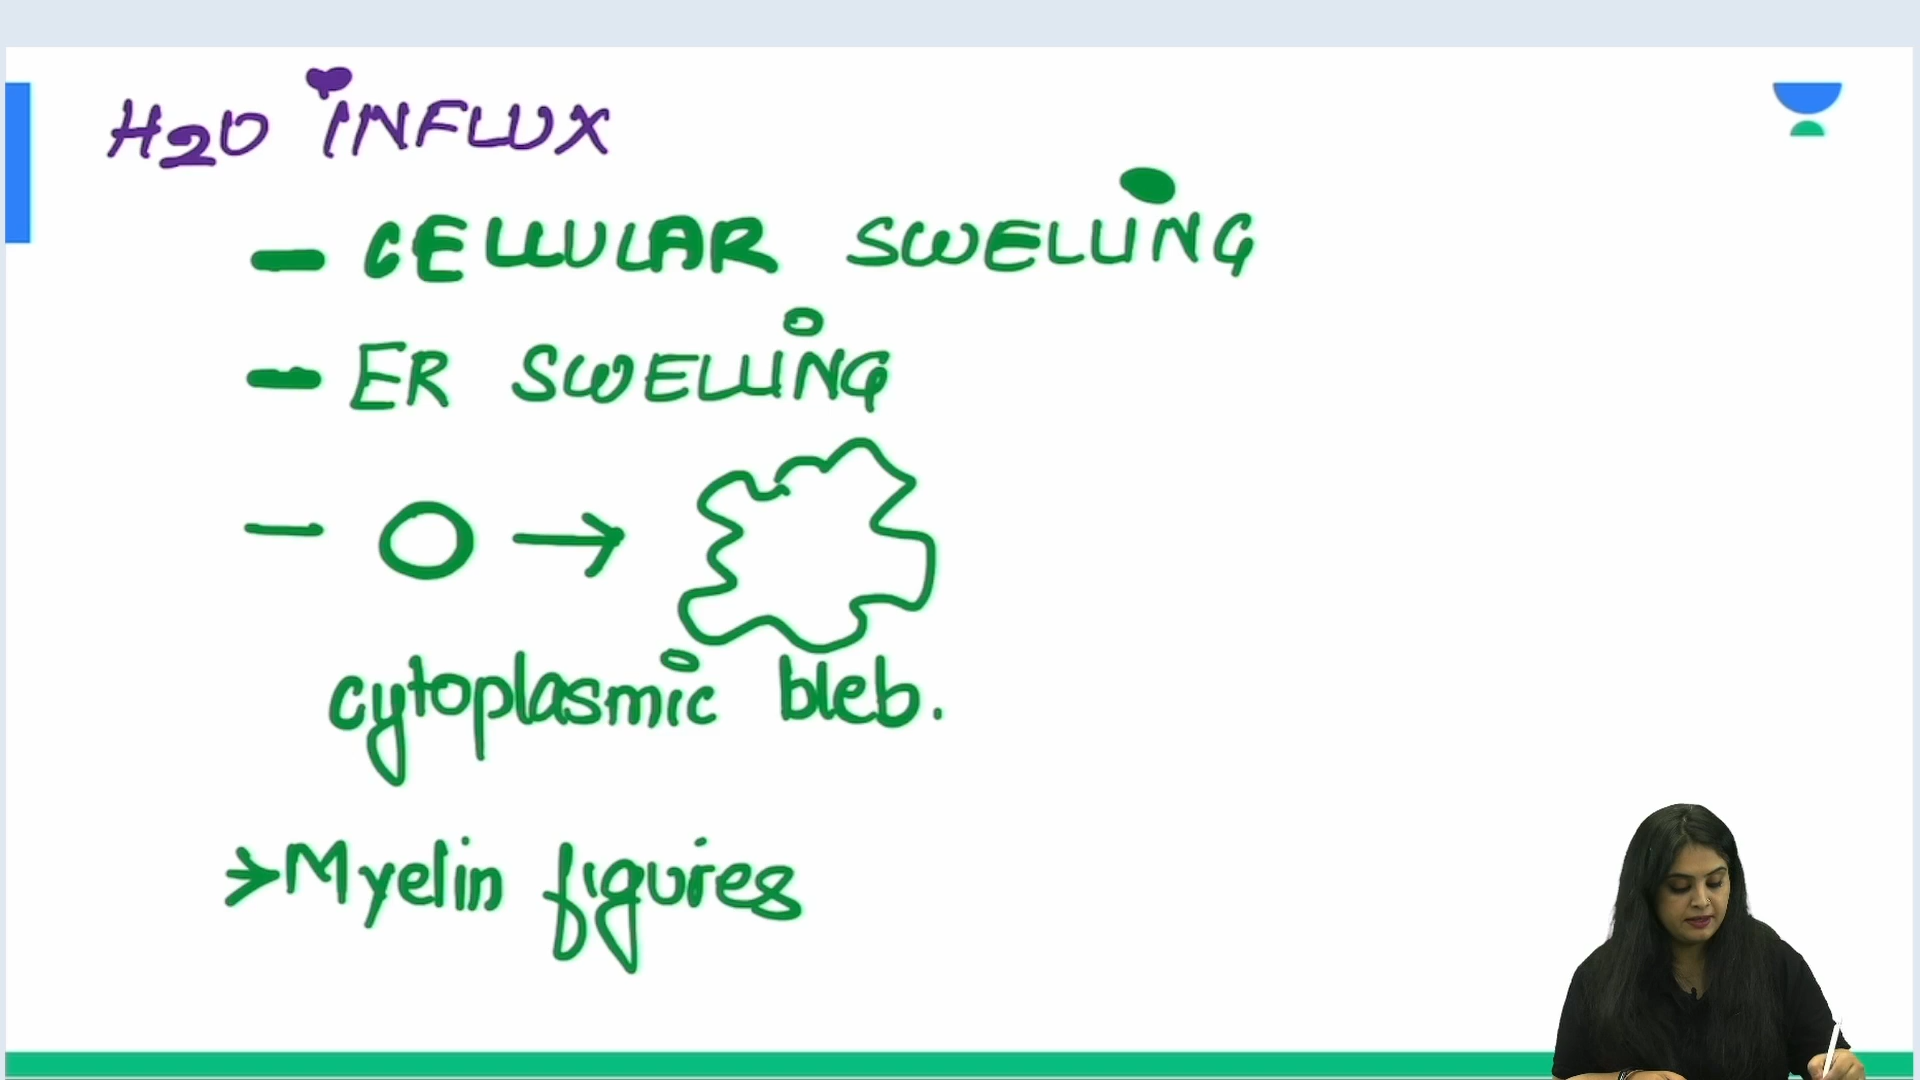 H2O INFLUX
- CELLULAR SWELLING
- ER SWELLING
- O →
cytoplasmic bleb.
→ Myelin figures